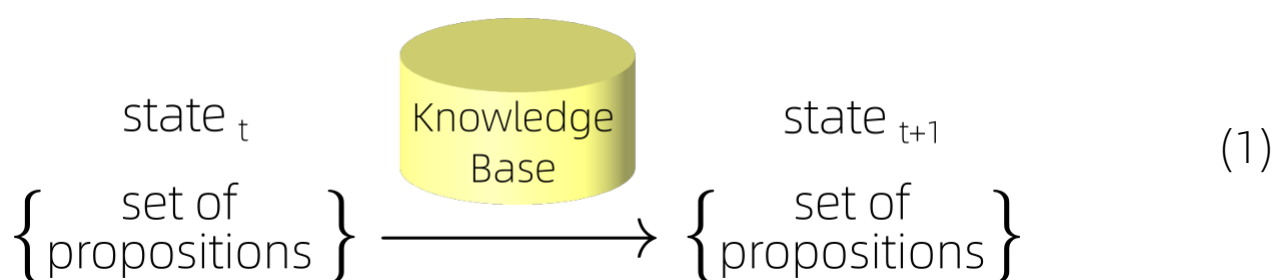 state t
Knowledge
Base
state t+1
(1)
{ set of
propositions }
{ set of
propositions }